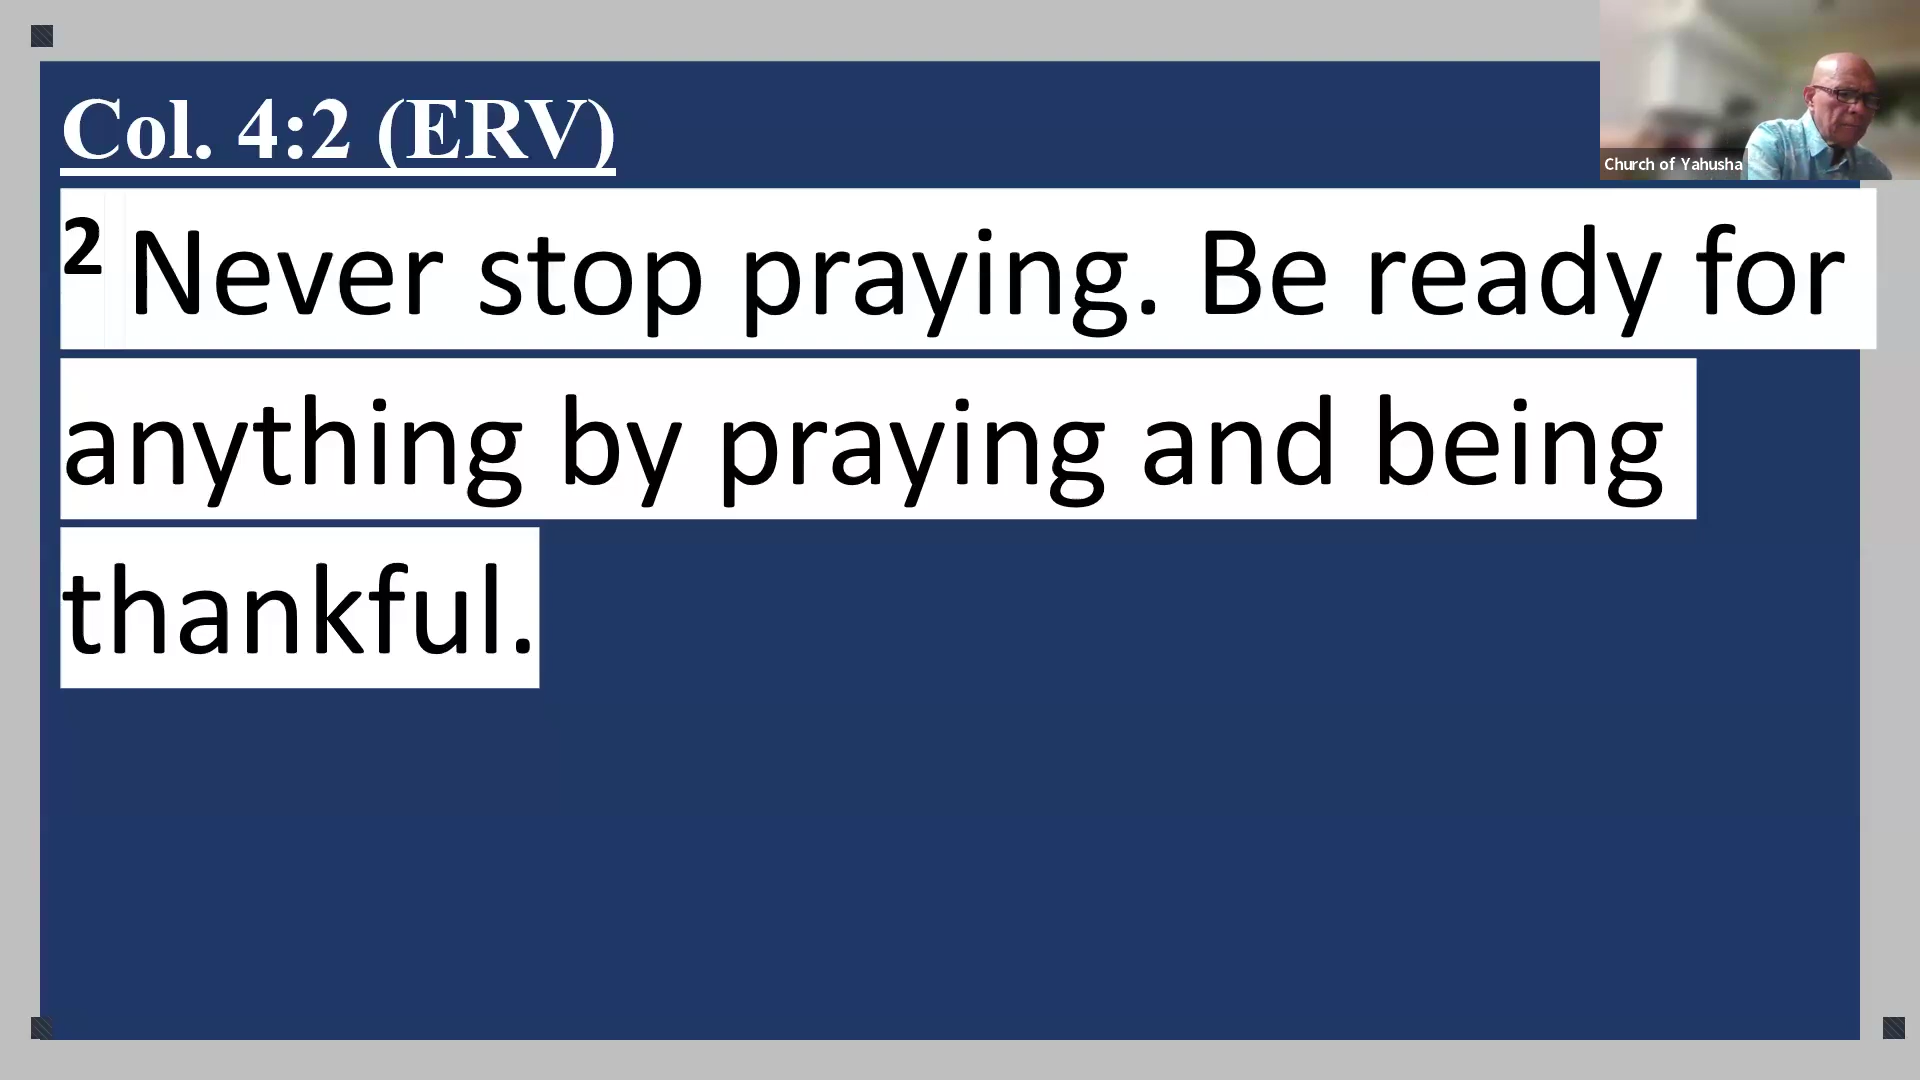 Col. 4:2 (ERV)
2 Never stop praying. Be ready for
anything by praying and being
thankful.
Church of Yahusha